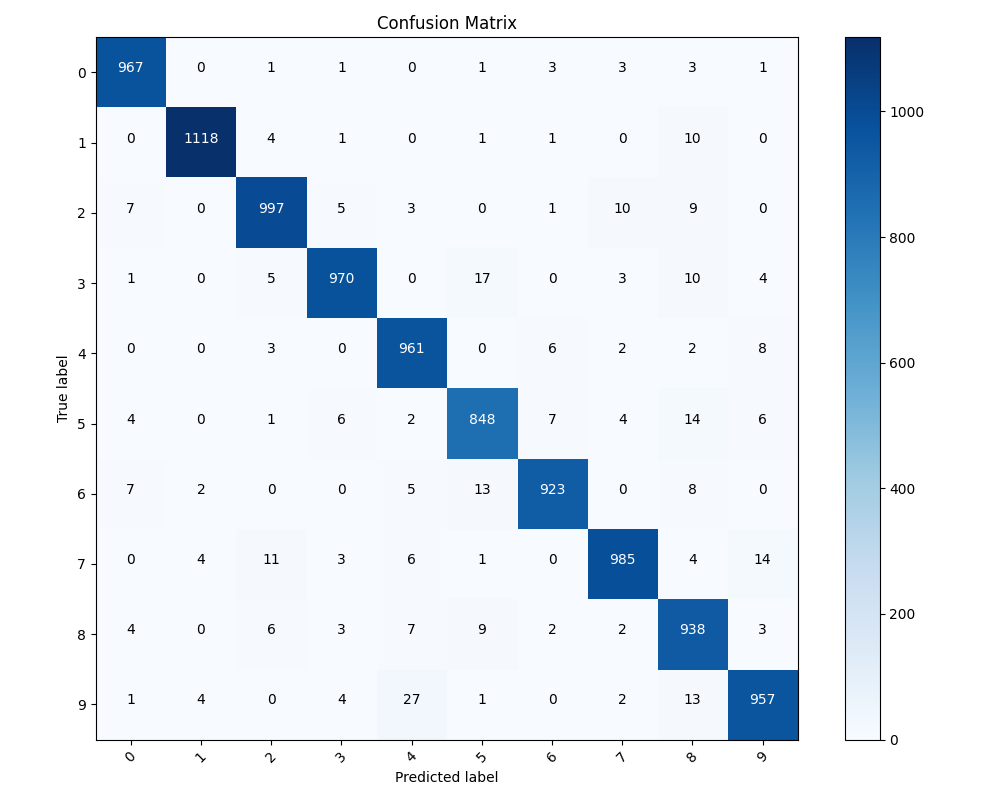 Confusion Matrix
0 967 0 1 1 0 1 3 3 3 1
1 0 1118 4 1 0 1 1 0 10 0
2 7 0 997 5 3 0 1 10 9 0
3 1 0 5 970 0 17 0 3 10 4
4 0 0 3 0 961 0 6 2 2 8
5 4 0 1 6 2 848 7 4 14 6
6 7 2 0 0 5 13 923 0 8 0
7 0 4 11 3 6 1 0 985 4 14
8 4 0 6 3 7 9 2 2 938 3
9 1 4 0 4 27 1 0 2 13 957
0 1 2 3 4 5 6 7 8 9
True label
Predicted label
1000
800
600
400
200
0